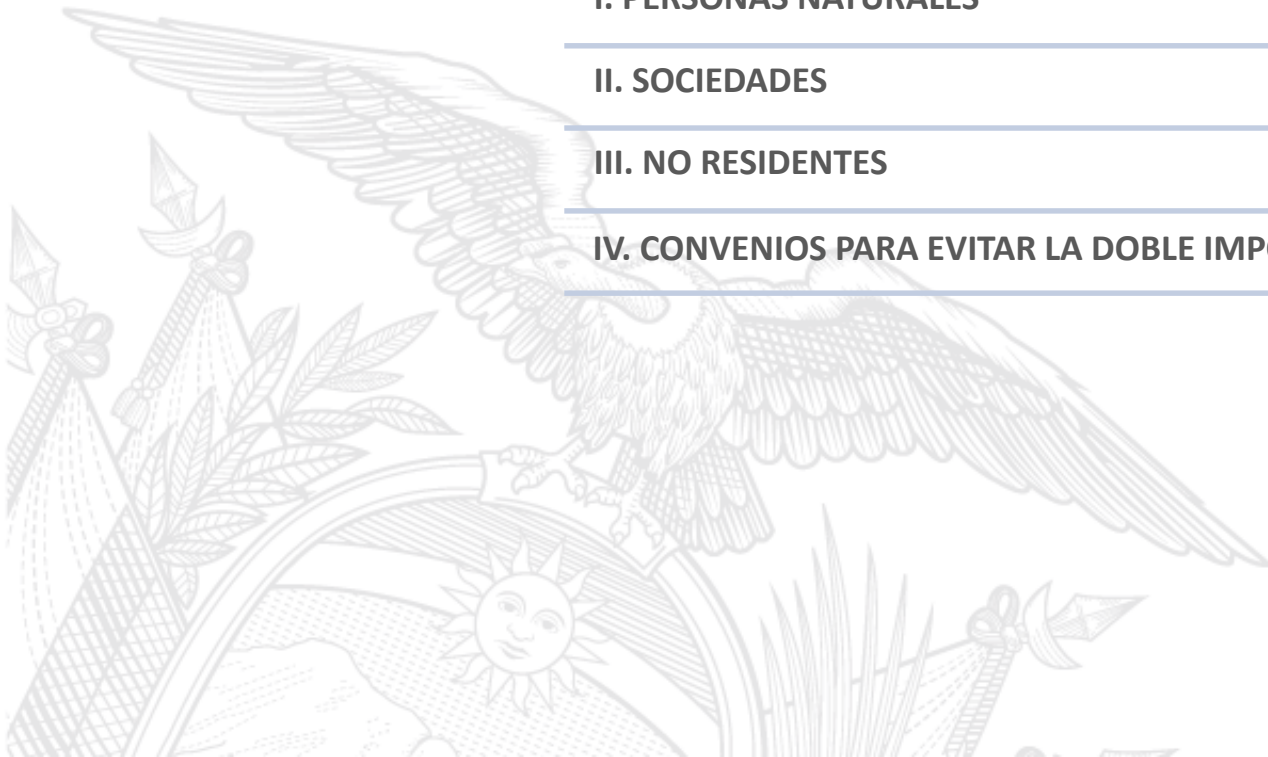 I. PERSONAS NATURALES
II. SOCIEDADES
III. NO RESIDENTES
IV. CONVENIOS PARA EVITAR LA DOBLE